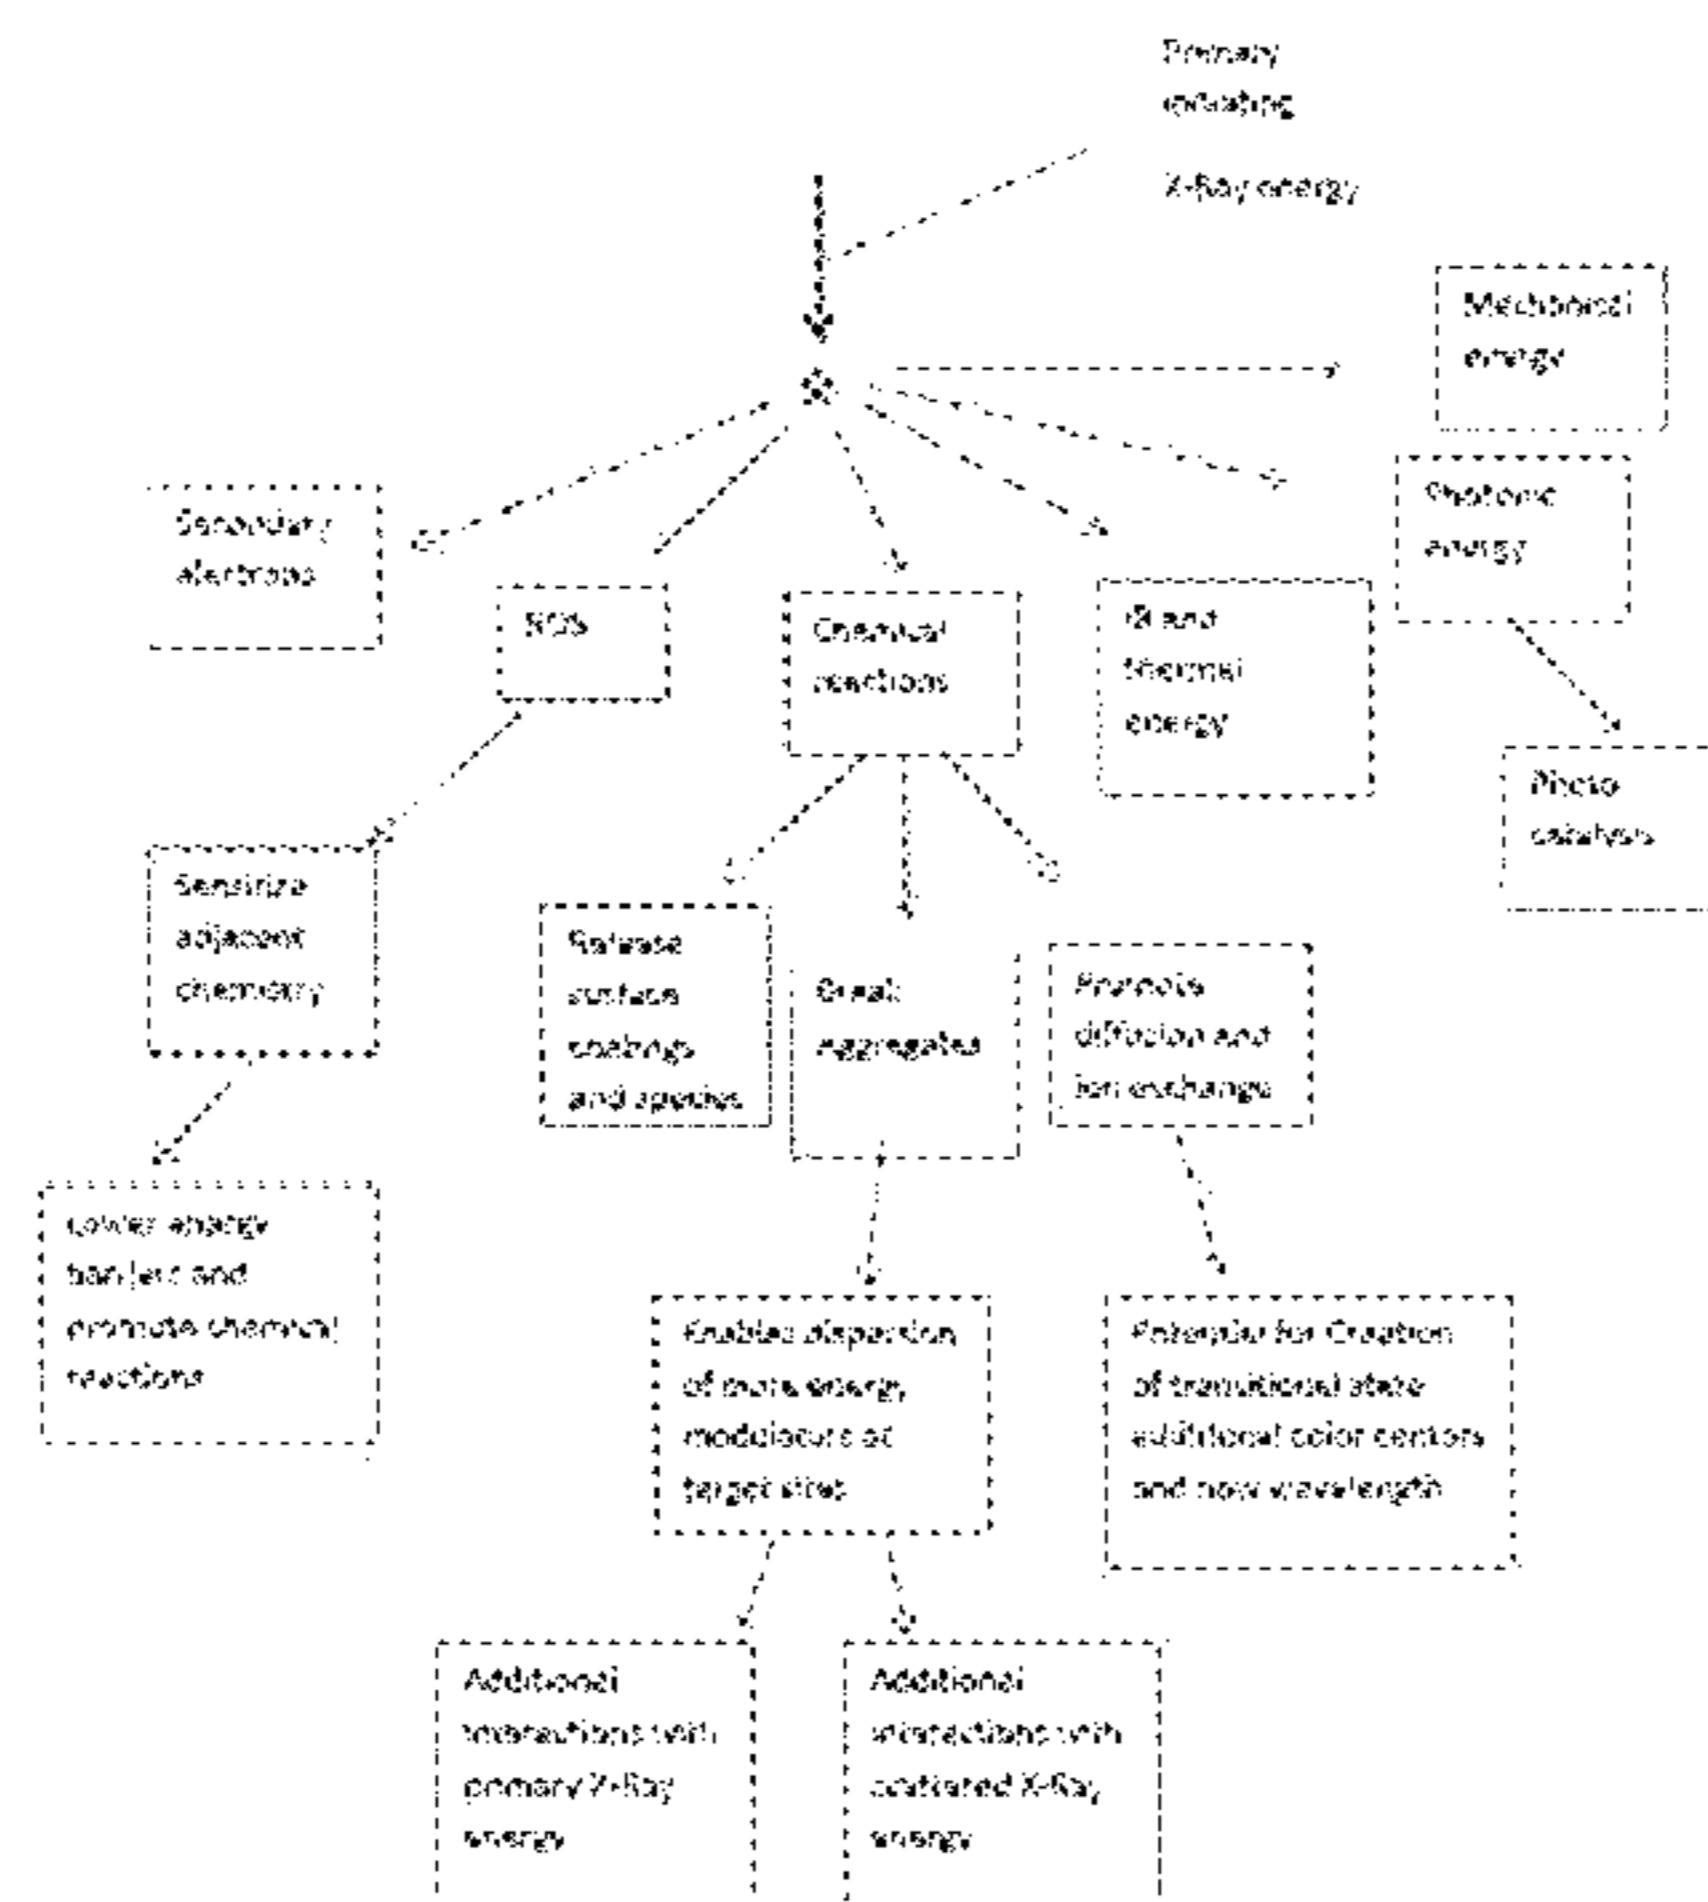 Primary
initiating
X-Ray energy
Mechanical
energy
Photonic
energy
Secondary
electrons
ROS
Chemical
reactions
IR and
thermal
energy
Photo
catalysis
Sensitize
adjacent
chemistry
Release
surface
coatings
and species
Break
Aggregates
Promote
diffusion and
ion exchange
Lower energy
barriers and
promote chemical
reactions
Enables dispersion
of more energy
modulators at
target sites
Potential for Creation
of transitional state
additional color centers
and new wavelength
Additional
interactions with
primary X-Ray
energy
Additional
interactions with
scattered X-Ray
energy